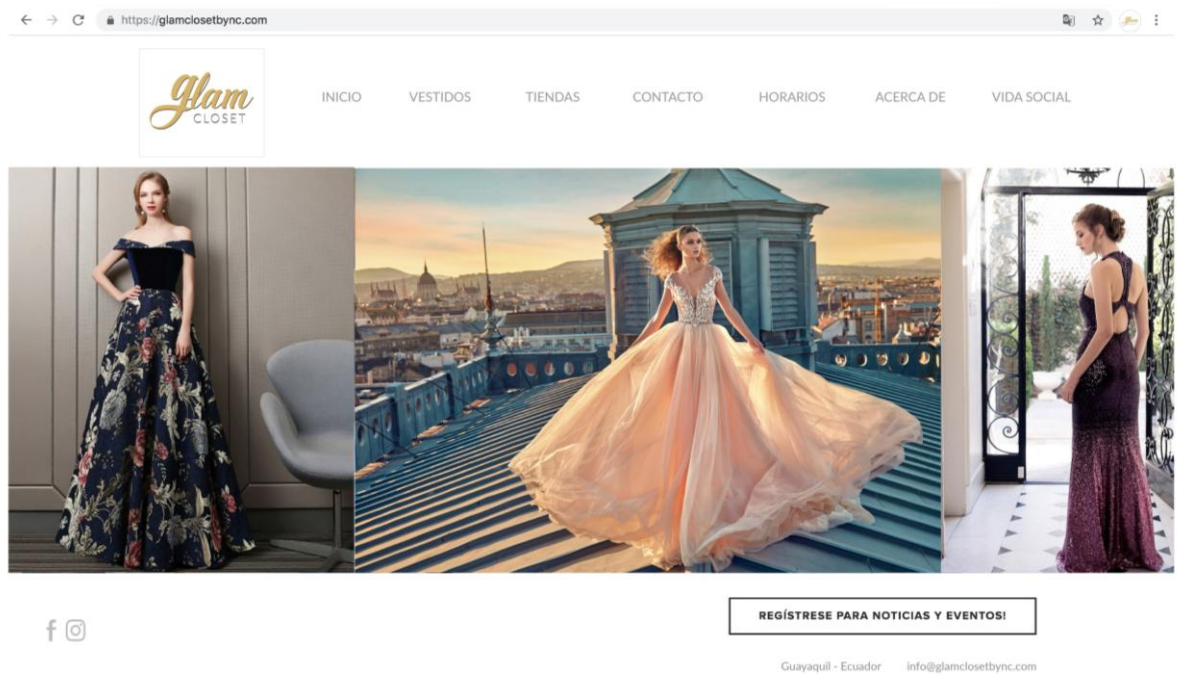 https://glamclosetbync.com
glam
CLOSET
INICIO VESTIDOS TIENDAS CONTACTO HORARIOS ACERCA DE VIDA SOCIAL
REGÍSTRESE PARA NOTICIAS Y EVENTOS!
Guayaquil - Ecuador info@glamclosetbync.com